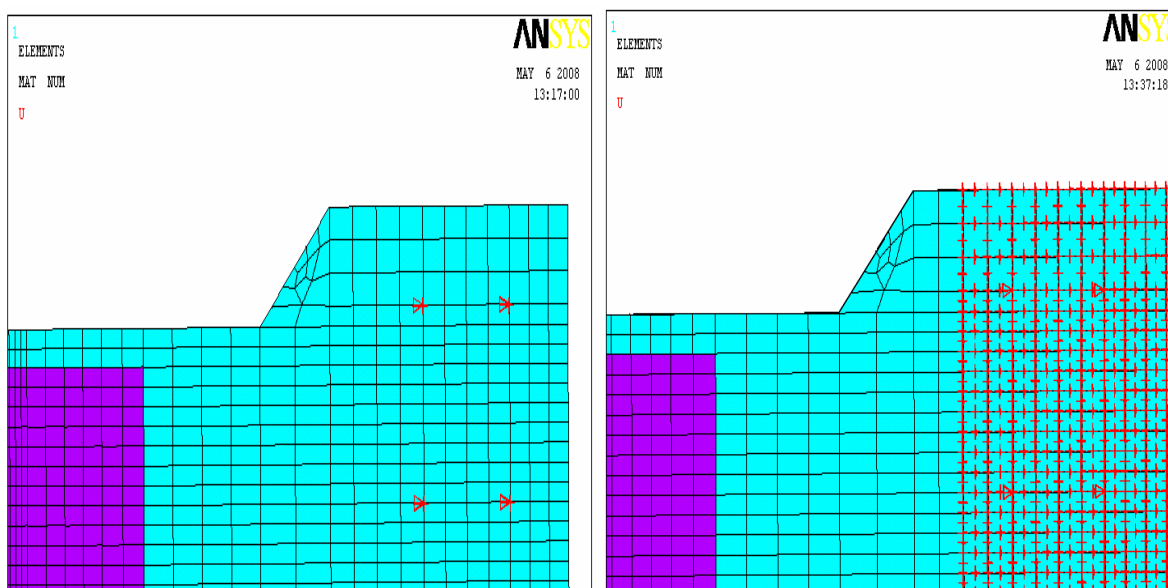 1
ELEMENTS
MAT NUM
U
ANSYS
MAY 6 2008
13:17:00
1
ELEMENTS
MAT NUM
U
ANSYS
MAY 6 2008
13:37:18